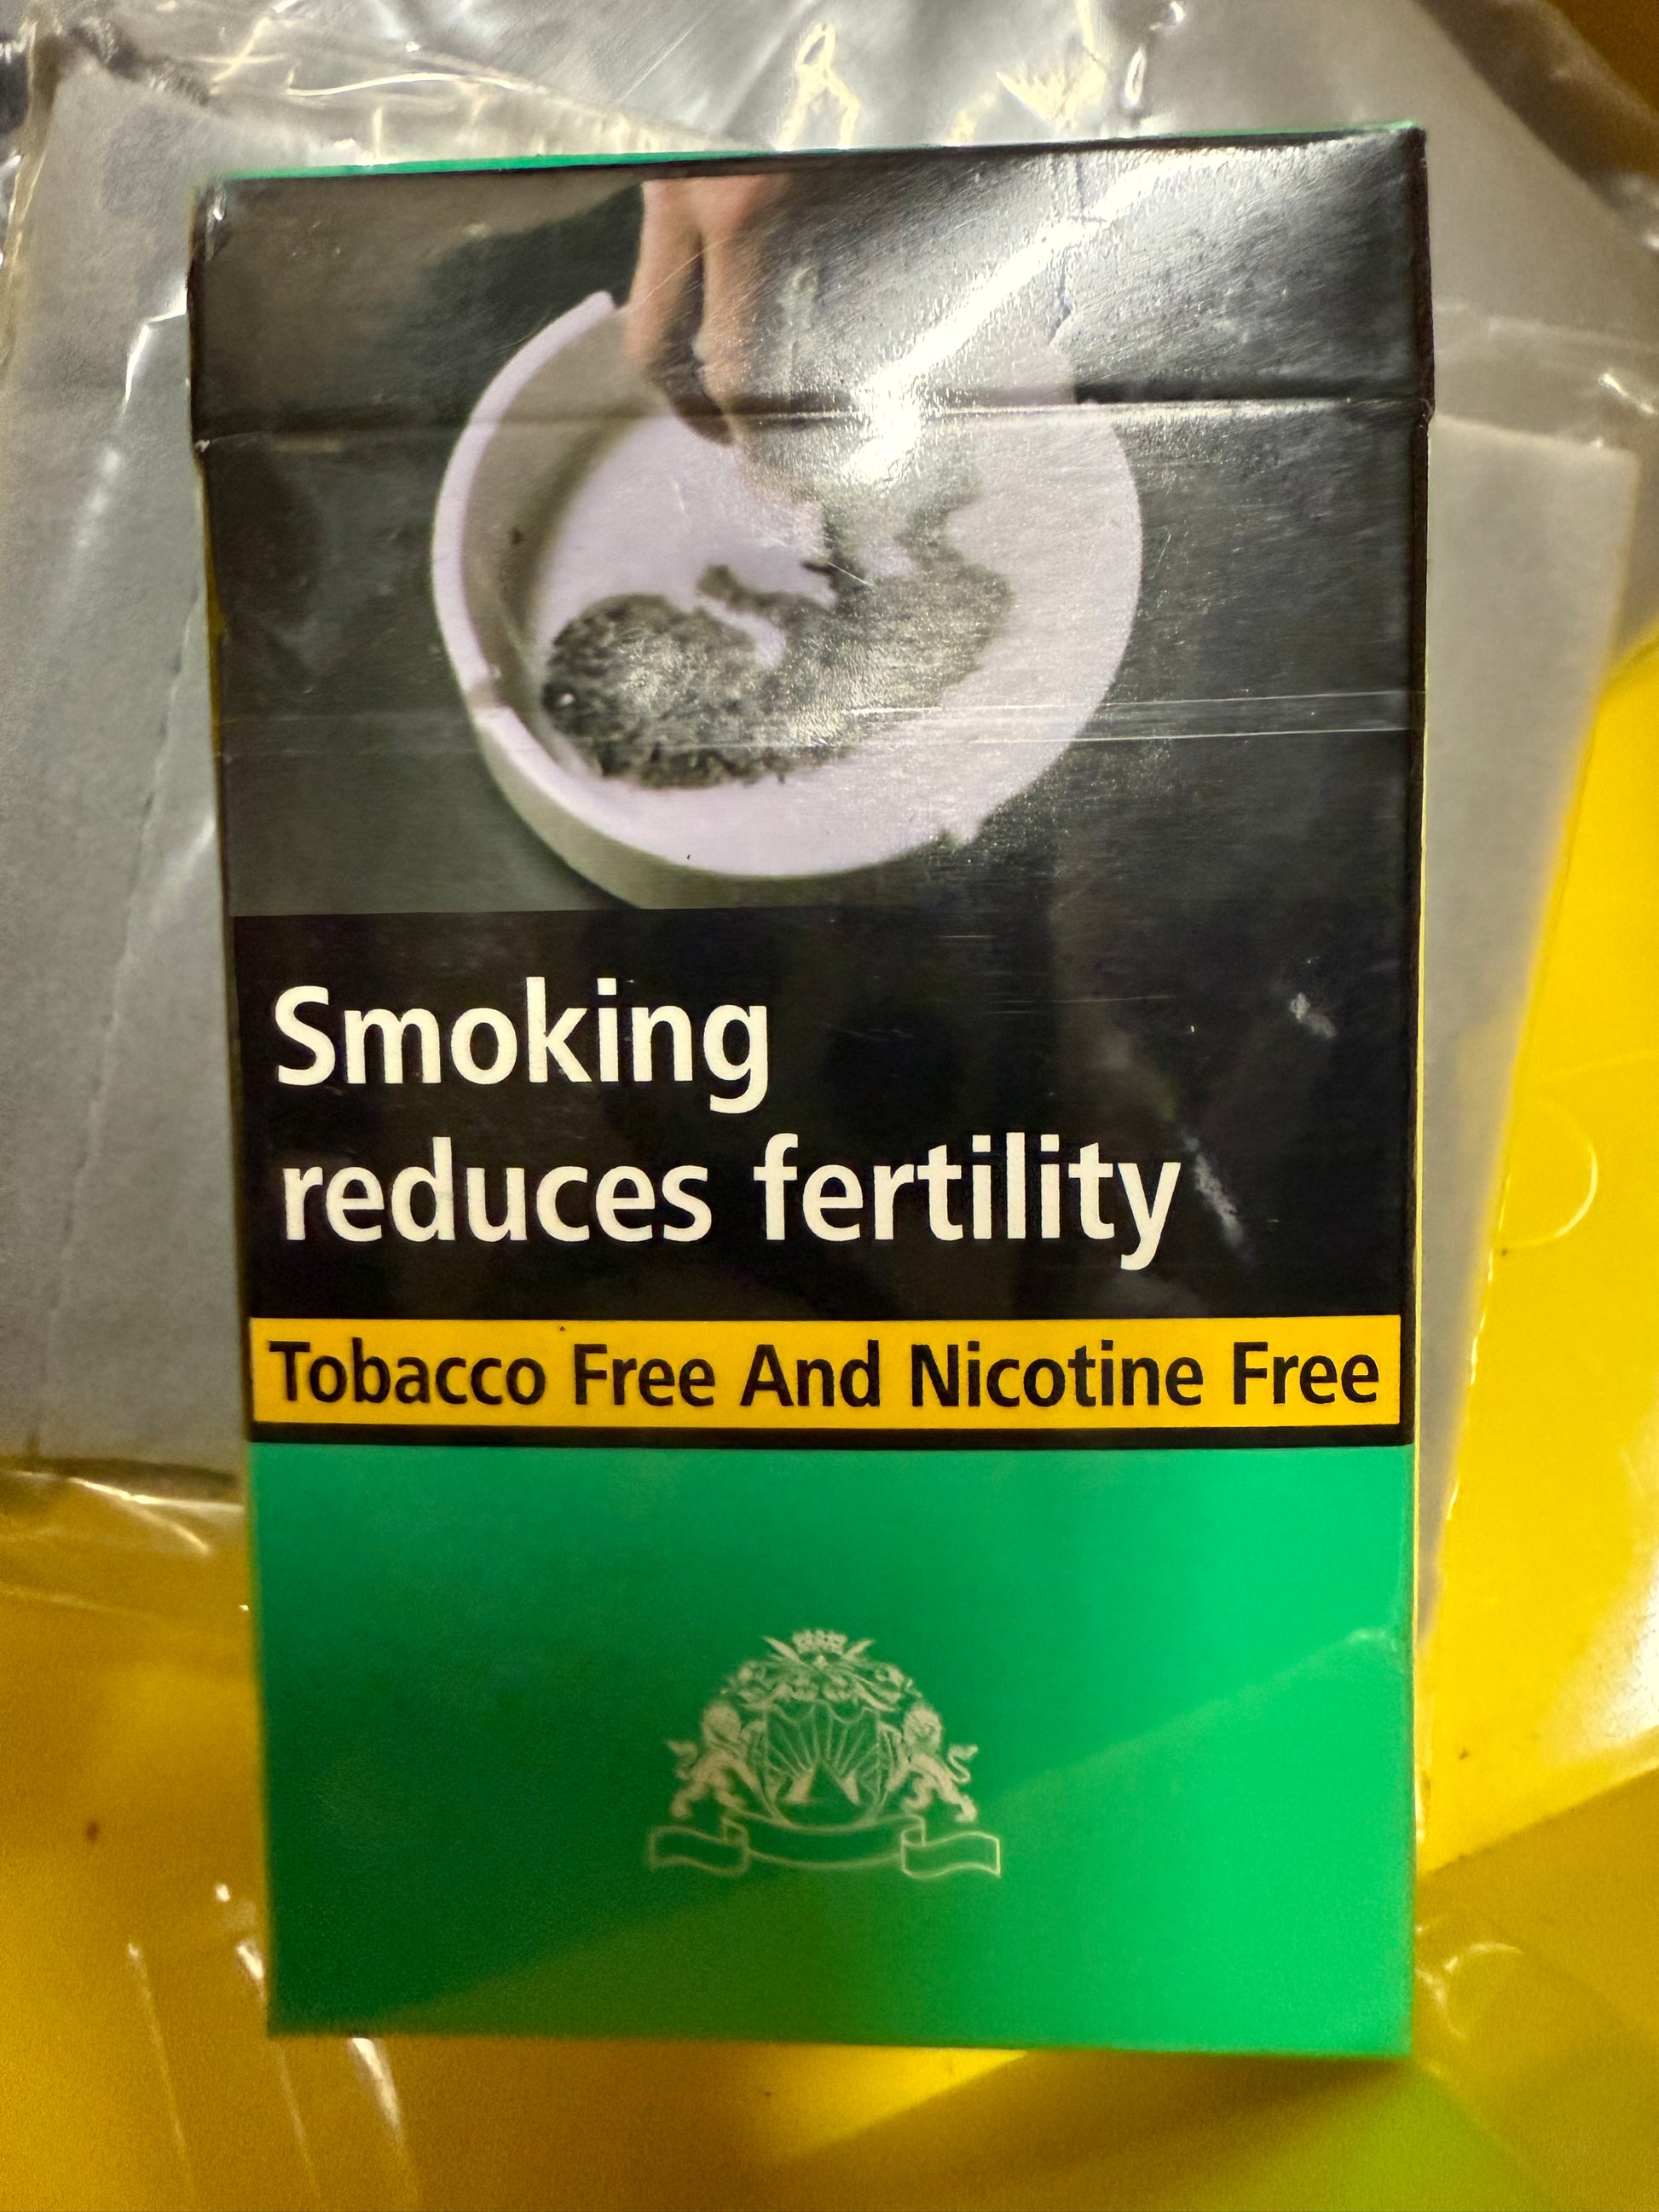 Smoking
reduces fertility
Tobacco Free And Nicotine Free